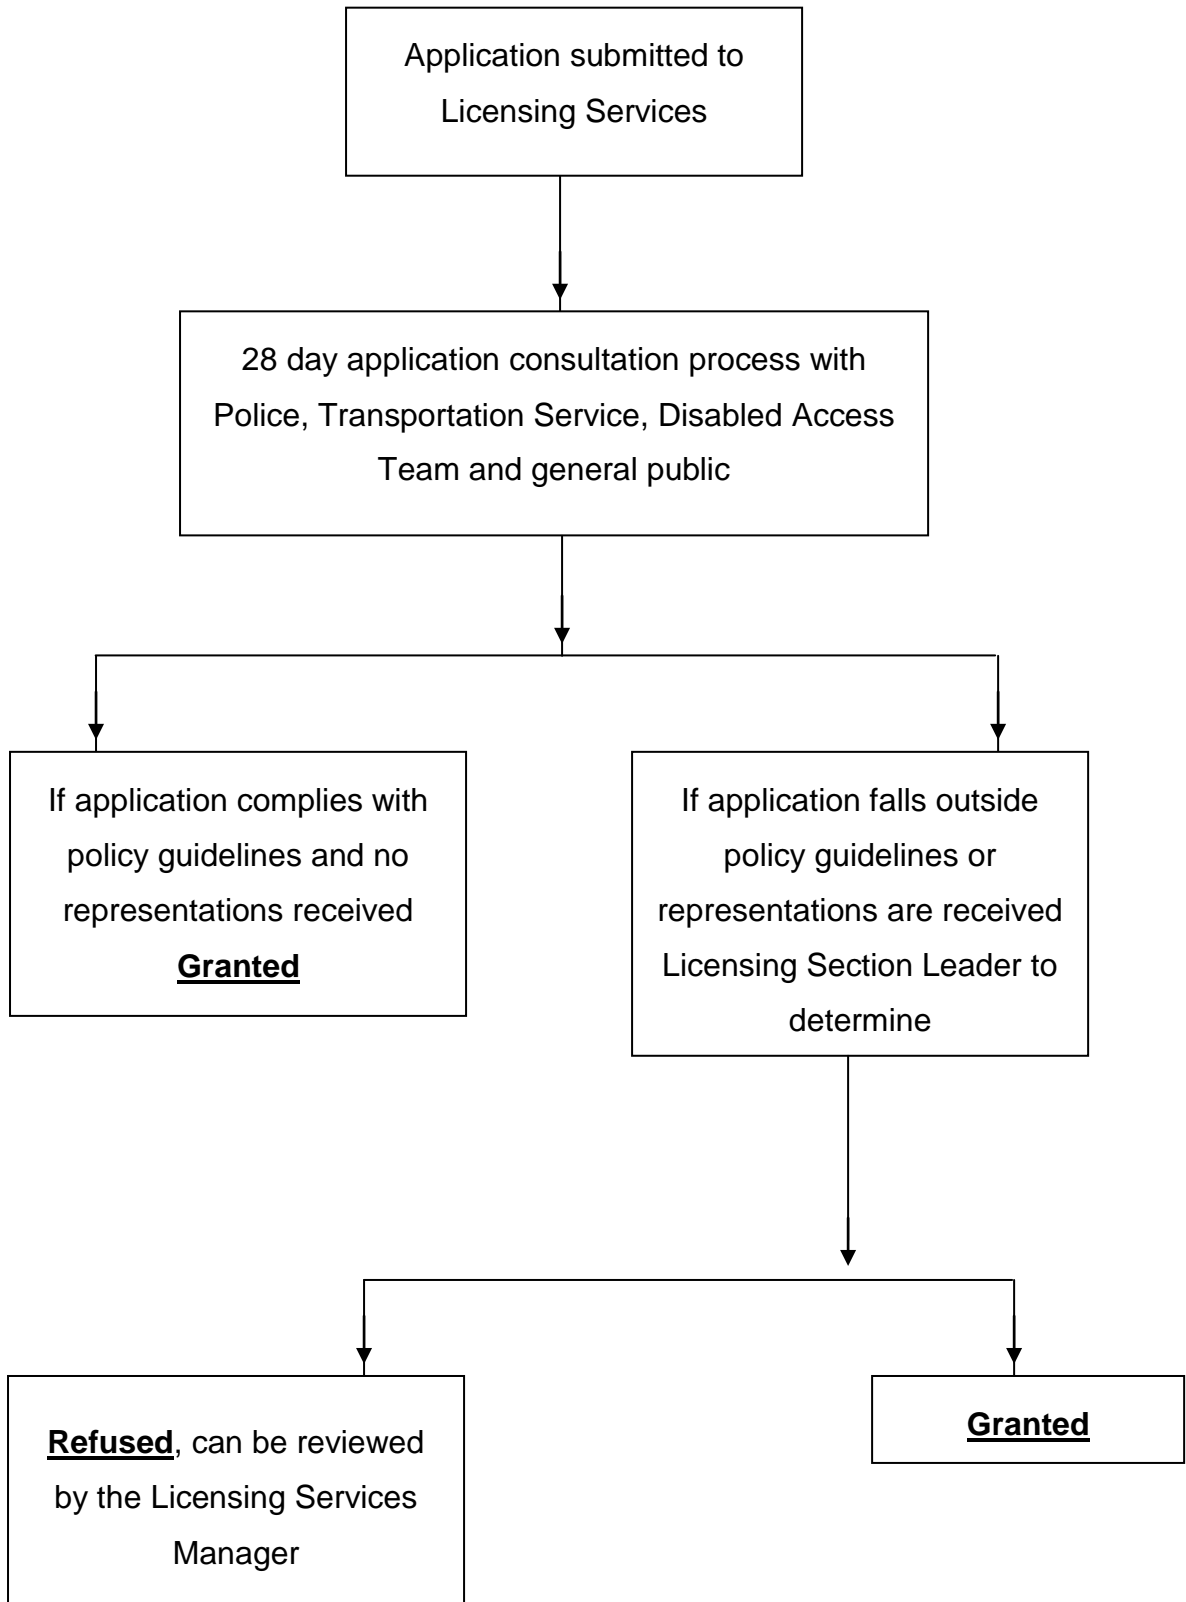 Application submitted to
Licensing Services
28 day application consultation process with
Police, Transportation Service, Disabled Access
Team and general public
If application complies with
policy guidelines and no
representations received
Granted
If application falls outside
policy guidelines or
representations are received
Licensing Section Leader to
determine
Refused, can be reviewed
by the Licensing Services
Manager
Granted